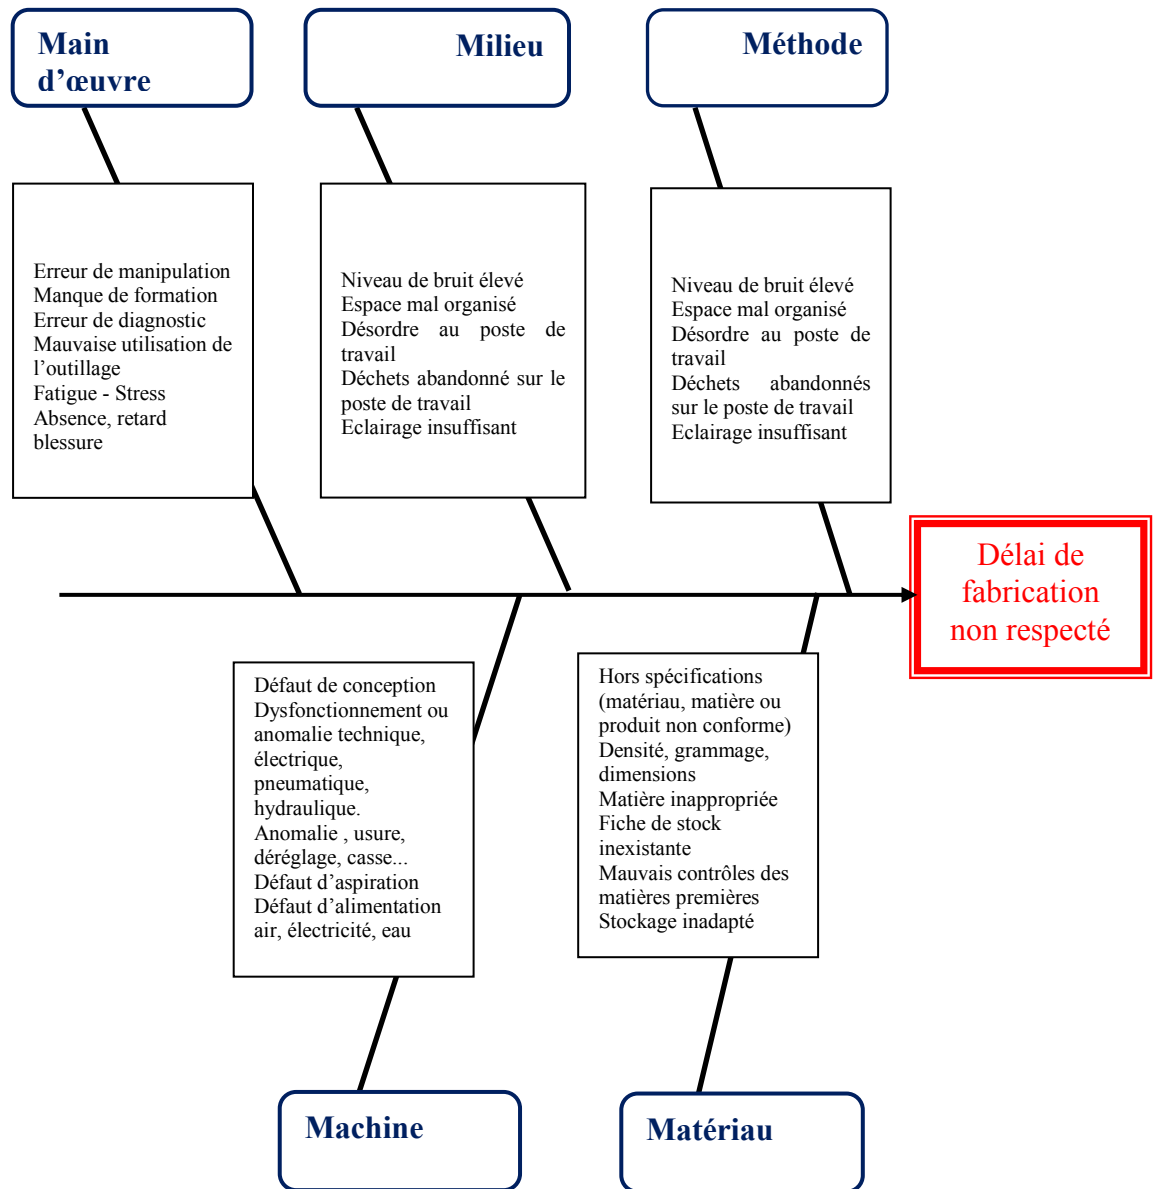 Main
d’œuvre
Milieu
Méthode
Erreur de manipulation
Manque de formation
Erreur de diagnostic
Mauvaise utilisation de
l’outillage
Fatigue - Stress
Absence, retard
blessure
Niveau de bruit élevé
Espace mal organisé
Désordre au poste de
travail
Déchets abandonné sur le
poste de travail
Eclairage insuffisant
Niveau de bruit élevé
Espace mal organisé
Désordre au poste de
travail
Déchets abandonnés
sur le poste de travail
Eclairage insuffisant
Délai de
fabrication
non respecté
Défaut de conception
Dysfonctionnement ou
anomalie technique,
électrique,
pneumatique,
hydraulique.
Anomalie , usure,
déréglage, casse...
Défaut d’aspiration
Défaut d’alimentation
air, électricité, eau
Hors spécifications
(matériau, matière ou
produit non conforme)
Densité, grammage,
dimensions
Matière inappropriée
Fiche de stock
inexistante
Mauvais contrôles des
matières premières
Stockage inadapté
Machine
Matériau